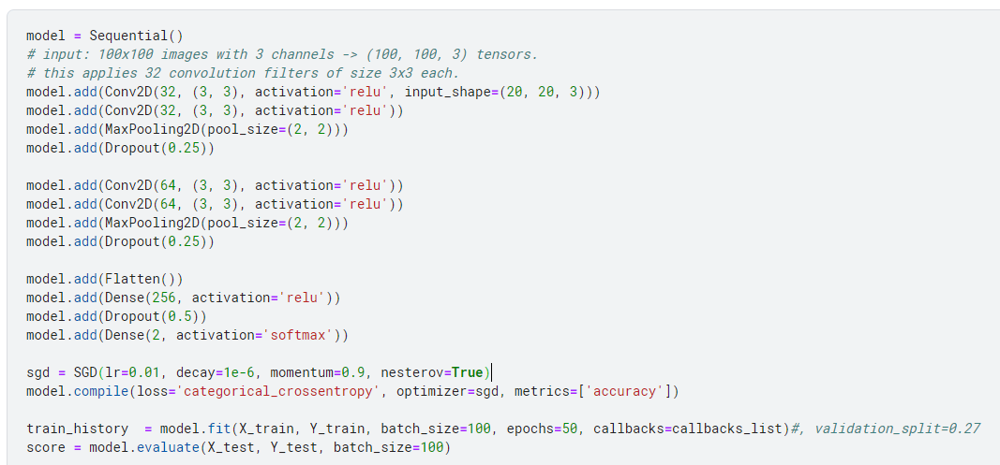 model = Sequential()
# input: 100x100 images with 3 channels -> (100, 100, 3) tensors.
# this applies 32 convolution filters of size 3x3 each.
model.add(Conv2D(32, (3, 3), activation='relu', input_shape=(20, 20, 3)))
model.add(Conv2D(32, (3, 3), activation='relu'))
model.add(MaxPooling2D(pool_size=(2, 2)))
model.add(Dropout(0.25))
model.add(Conv2D(64, (3, 3), activation='relu'))
model.add(Conv2D(64, (3, 3), activation='relu'))
model.add(MaxPooling2D(pool_size=(2, 2)))
model.add(Dropout(0.25))
model.add(Flatten())
model.add(Dense(256, activation='relu'))
model.add(Dropout(0.5))
model.add(Dense(2, activation='softmax'))
sgd = SGD(lr=0.01, decay=1e-6, momentum=0.9, nesterov=True)
model.compile(loss='categorical_crossentropy', optimizer=sgd, metrics=['accuracy'])
train_history  = model.fit(X_train, Y_train, batch_size=100, epochs=50, callbacks=callbacks_list)#, validation_split=0.27
score = model.evaluate(X_test, Y_test, batch_size=100)